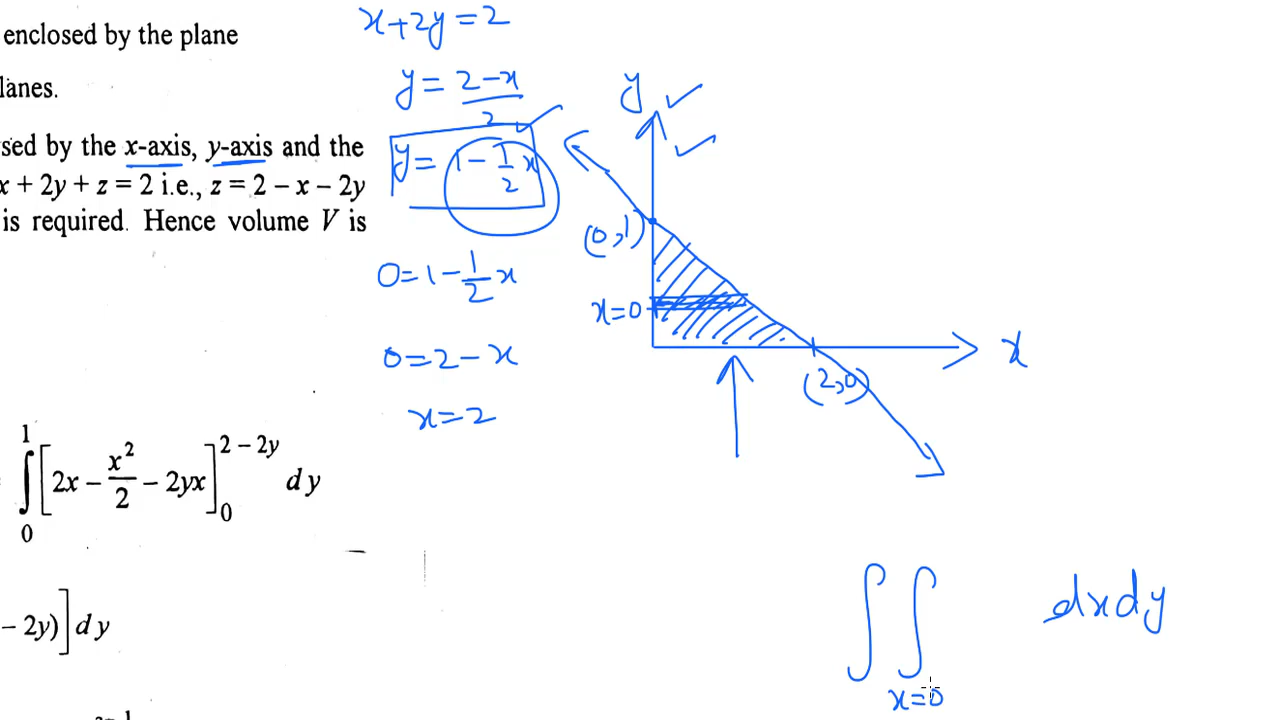 enclosed by the plane
lanes.
sed by the x-axis, y-axis and the
x + 2y + z = 2 i.e., z = 2 − x − 2y
is required. Hence volume V is
∫₀¹ [2x − x²/2 − 2yx]₀^(2 − 2y) dy
− 2y)] dy
x+2y=2
y = (2−x)/2
y = 1 − 1/2 x
0 = 1 − 1/2 x
0 = 2 − x
x = 2
y
(0,1)
x=0
x
(2,0)
∫ ∫ dx dy
x=0